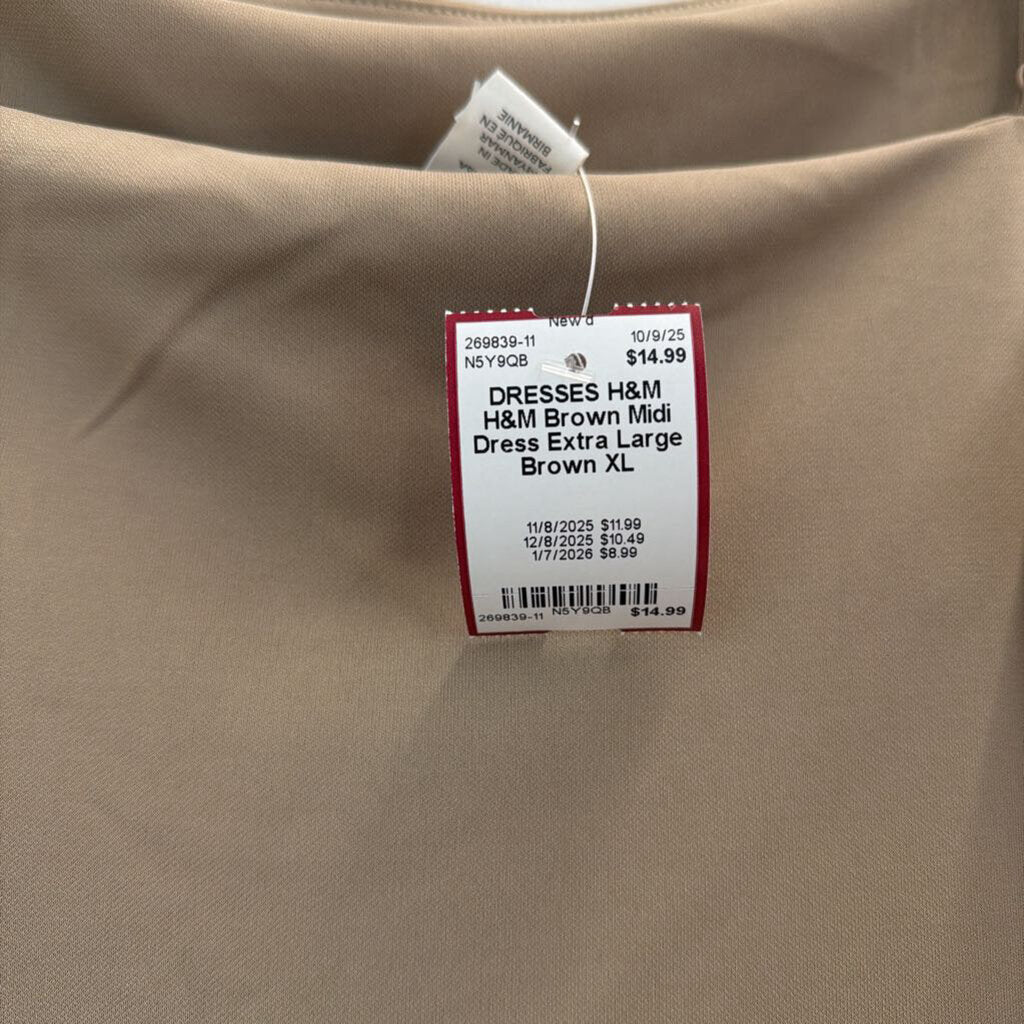 MADE IN
MYANMAR
FABRIQUÉ EN
BIRMANIE
New'd
269839-11 10/9/25
N5Y9QB $14.99
DRESSES H&M
H&M Brown Midi
Dress Extra Large
Brown XL
11/8/2025 $11.99
12/8/2025 $10.49
1/7/2026 $8.99
269839-11 N5Y9QB $14.99